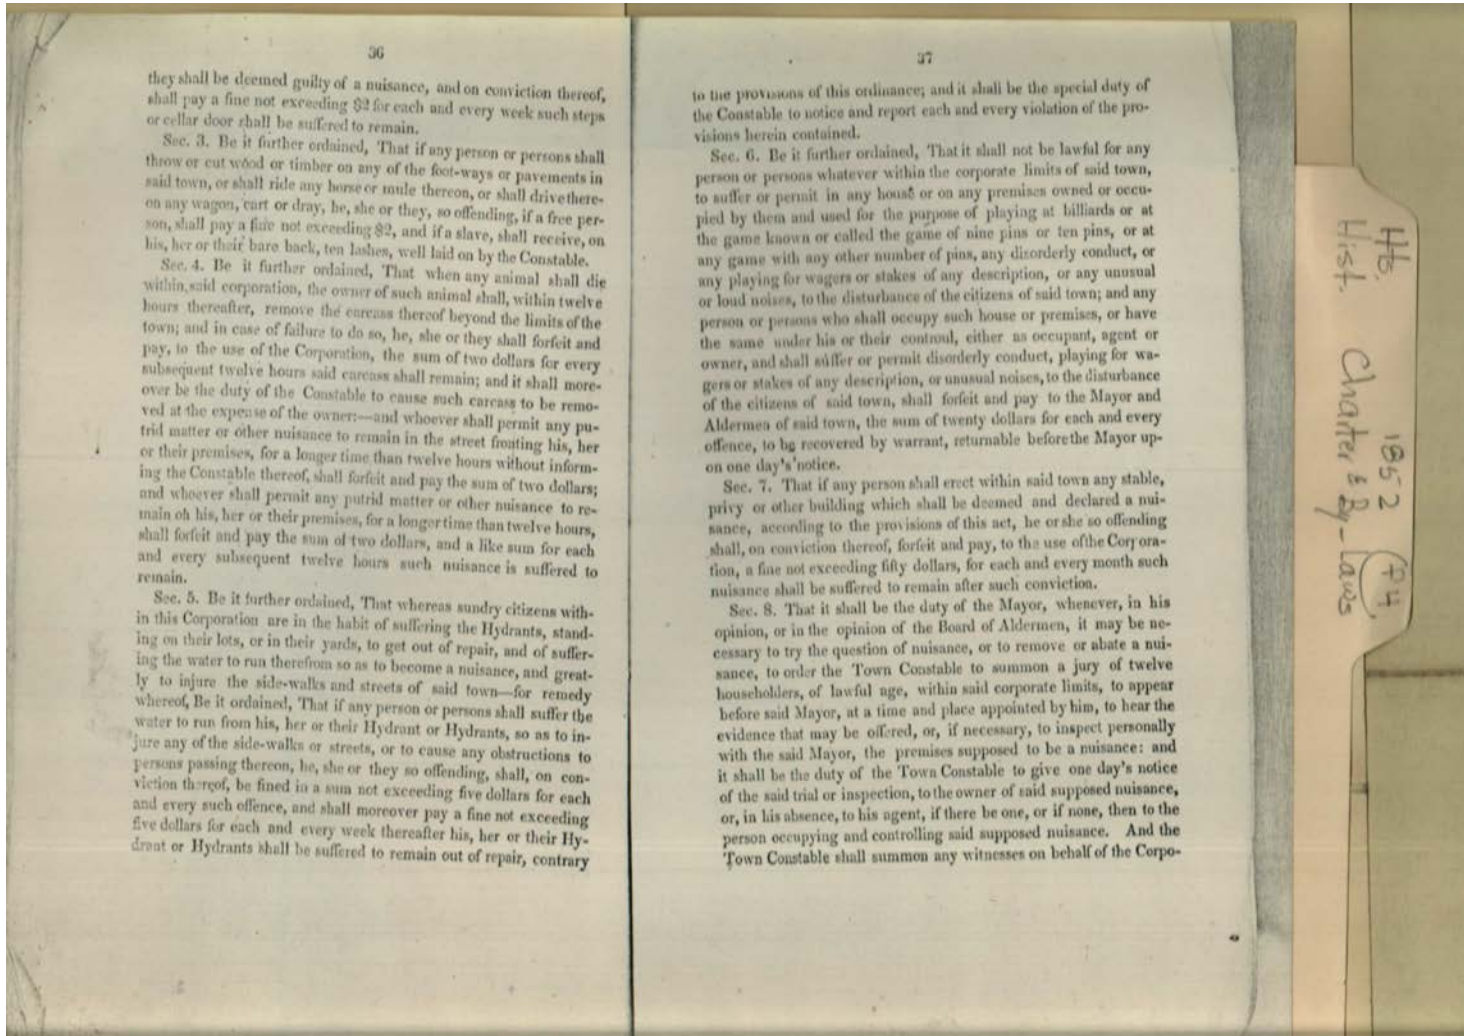 36
they shall be deemed guilty of a nuisance, and on conviction thereof,
shall pay a fine not exceeding $2 for each and every week such steps
or cellar door shall be suffered to remain.
Sec. 3. Be it further ordained, That if any person or persons shall
throw or cut wood or timber on any of the foot-ways or pavements in
said town, or shall ride any horse or mule thereon, or shall drive there-
on any wagon, cart or dray, he, she or they, so offending, if a free per-
son, shall pay a fine not exceeding $2, and if a slave, shall receive, on
his, her or their bare back, ten lashes, well laid on by the Constable.
Sec. 4. Be it further ordained, That when any animal shall die
within said corporation, the owner of such animal shall, within twelve
hours thereafter, remove the carcass thereof beyond the limits of the
town; and in case of failure to do so, he, she or they shall forfeit and
pay, to the use of the Corporation, the sum of two dollars for every
subsequent twelve hours said carcass shall remain; and it shall more-
over be the duty of the Constable to cause such carcass to be remo-
ved at the expense of the owner:—and whoever shall permit any pu-
trid matter or other nuisance to remain in the street fronting his, her
or their premises, for a longer time than twelve hours without inform-
ing the Constable thereof, shall forfeit and pay the sum of two dollars;
and whoever shall permit any putrid matter or other nuisance to re-
main on his, her or their premises, for a longer time than twelve hours,
shall forfeit and pay the sum of two dollars, and a like sum for each
and every subsequent twelve hours such nuisance is suffered to
remain.
Sec. 5. Be it further ordained, That whereas sundry citizens with-
in this Corporation are in the habit of suffering the Hydrants, stand-
ing on their lots, or in their yards, to get out of repair, and of suffer-
ing the water to run therefrom so as to become a nuisance, and great-
ly to injure the side-walks and streets of said town—for remedy
whereof, Be it ordained, That if any person or persons shall suffer the
water to run from his, her or their Hydrant or Hydrants, so as to in-
jure any of the side-walks or streets, or to cause any obstructions to
persons passing thereon, he, she or they so offending, shall, on con-
viction thereof, be fined in a sum not exceeding five dollars for each
and every such offence, and shall moreover pay a fine not exceeding
five dollars for each and every week thereafter his, her or their Hy-
drant or Hydrants shall be suffered to remain out of repair, contrary
37
to the provisions of this ordinance; and it shall be the special duty of
the Constable to notice and report each and every violation of the pro-
visions herein contained.
Sec. 6. Be it further ordained, That it shall not be lawful for any
person or persons whatever within the corporate limits of said town,
to suffer or permit in any house or on any premises owned or occu-
pied by them and used for the purpose of playing at billiards or at
the game known or called the game of nine pins or ten pins, or at
any game with any other number of pins, any disorderly conduct, or
any playing for wagers or stakes of any description, or any unusual
or loud noises, to the disturbance of the citizens of said town; and any
person or persons who shall occupy such house or premises, or have
the same under his or their controul, either as occupant, agent or
owner, and shall suffer or permit disorderly conduct, playing for wa-
gers or stakes of any description, or unusual noises, to the disturbance
of the citizens of said town, shall forfeit and pay to the Mayor and
Aldermen of said town, the sum of twenty dollars for each and every
offence, to be recovered by warrant, returnable before the Mayor up-
on one day's notice.
Sec. 7. That if any person shall erect within said town any stable,
privy or other building which shall be deemed and declared a nui-
sance, according to the provisions of this act, he or she so offending
shall, on conviction thereof, forfeit and pay, to the use of the Corpora-
tion, a fine not exceeding fifty dollars, for each and every month such
nuisance shall be suffered to remain after such conviction.
Sec. 8. That it shall be the duty of the Mayor, whenever, in his
opinion, or in the opinion of the Board of Aldermen, it may be ne-
cessary to try the question of nuisance, or to remove or abate a nui-
sance, to order the Town Constable to summon a jury of twelve
householders, of lawful age, within said corporate limits, to appear
before said Mayor, at a time and place appointed by him, to hear the
evidence that may be offered, or, if necessary, to inspect personally
with the said Mayor, the premises supposed to be a nuisance: and
it shall be the duty of the Town Constable to give one day's notice
of the said trial or inspection, to the owner of said supposed nuisance,
or, in his absence, to his agent, if there be one, or if none, then to the
person occupying and controlling said supposed nuisance. And the
Town Constable shall summon any witnesses on behalf of the Corpo-
Hb. 1852 P4,
Hist. Charter & By-Laws